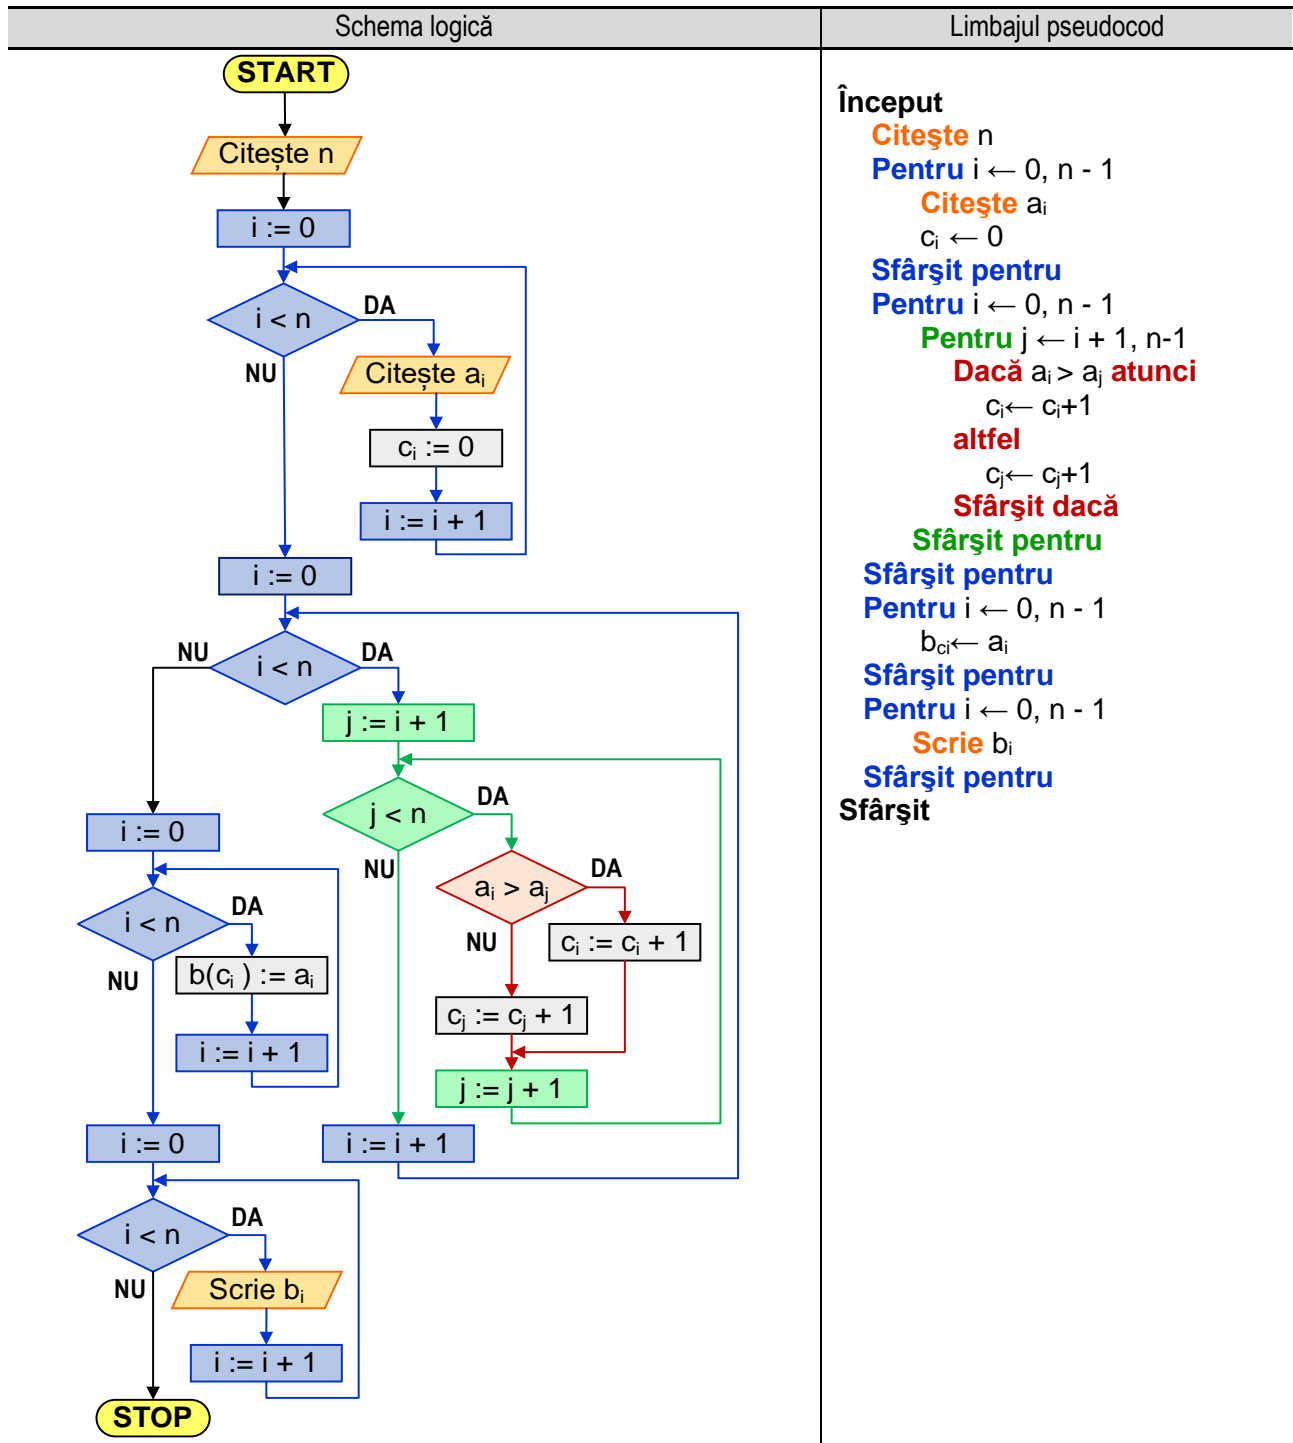 Schema logică
Limbajul pseudocod
START
Citește n
i := 0
i < n
DA
NU
Citește ai
ci := 0
i := i + 1
i := 0
NU
i < n
DA
j := i + 1
j < n
DA
NU
ai > aj
DA
NU
ci := ci + 1
cj := cj + 1
j := j + 1
i := i + 1
i := 0
i < n
DA
NU
b(ci ) := ai
i := i + 1
i := 0
i < n
DA
NU
Scrie bi
i := i + 1
STOP
Început
Citeşte n
Pentru i ← 0, n - 1
Citeşte ai
ci ← 0
Sfârşit pentru
Pentru i ← 0, n - 1
Pentru j ← i + 1, n-1
Dacă ai > aj atunci
ci← ci+1
altfel
cj← cj+1
Sfârşit dacă
Sfârşit pentru
Sfârşit pentru
Pentru i ← 0, n - 1
bci← ai
Sfârşit pentru
Pentru i ← 0, n - 1
Scrie bi
Sfârşit pentru
Sfârşit